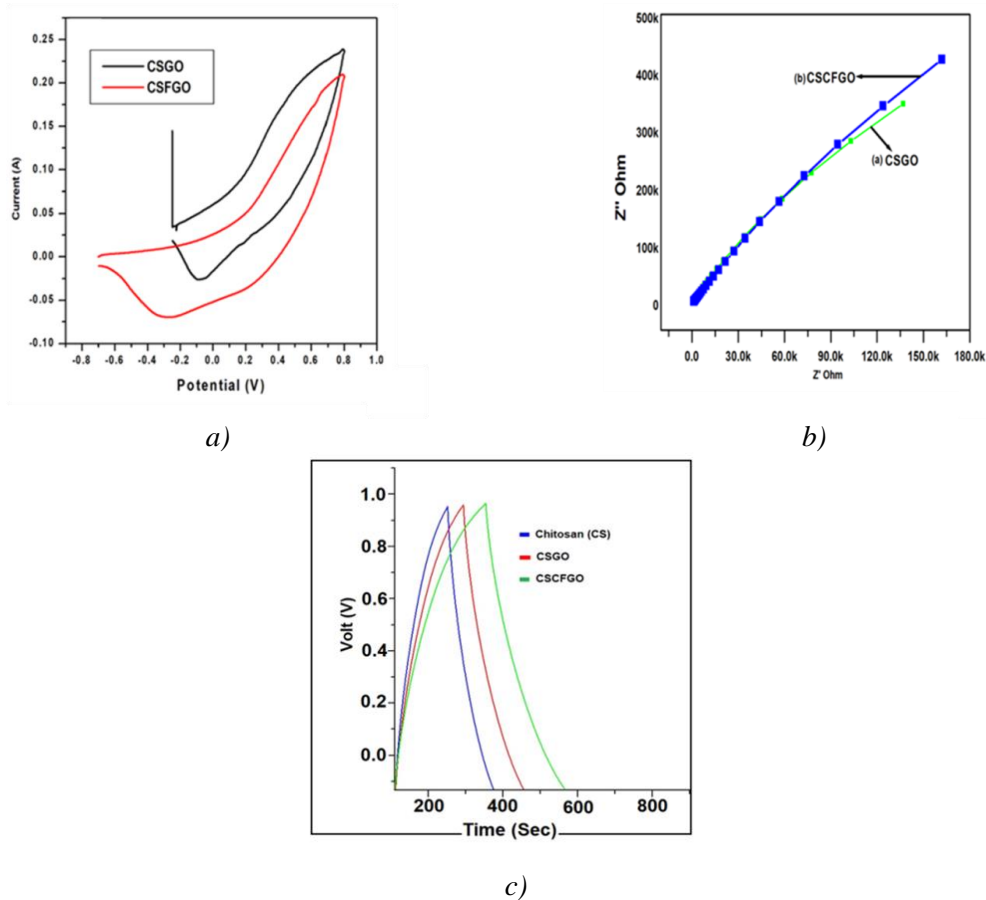 0.25
0.20
0.15
0.10
0.05
0.00
-0.05
-0.10
Current (A)
CSGO
CSFGO
-0.8 -0.6 -0.4 -0.2 0.0 0.2 0.4 0.6 0.8 1.0
Potential (V)
a)
500k
400k
300k
200k
100k
0
Z'' Ohm
(b) CSCFGO
(a) CSGO
0.0 30.0k 60.0k 90.0k 120.0k 150.0k 180.0k
Z' Ohm
b)
1.0
0.8
0.6
0.4
0.2
0.0
Volt (V)
Chitosan (CS)
CSGO
CSCFGO
200 400 600 800
Time (Sec)
c)